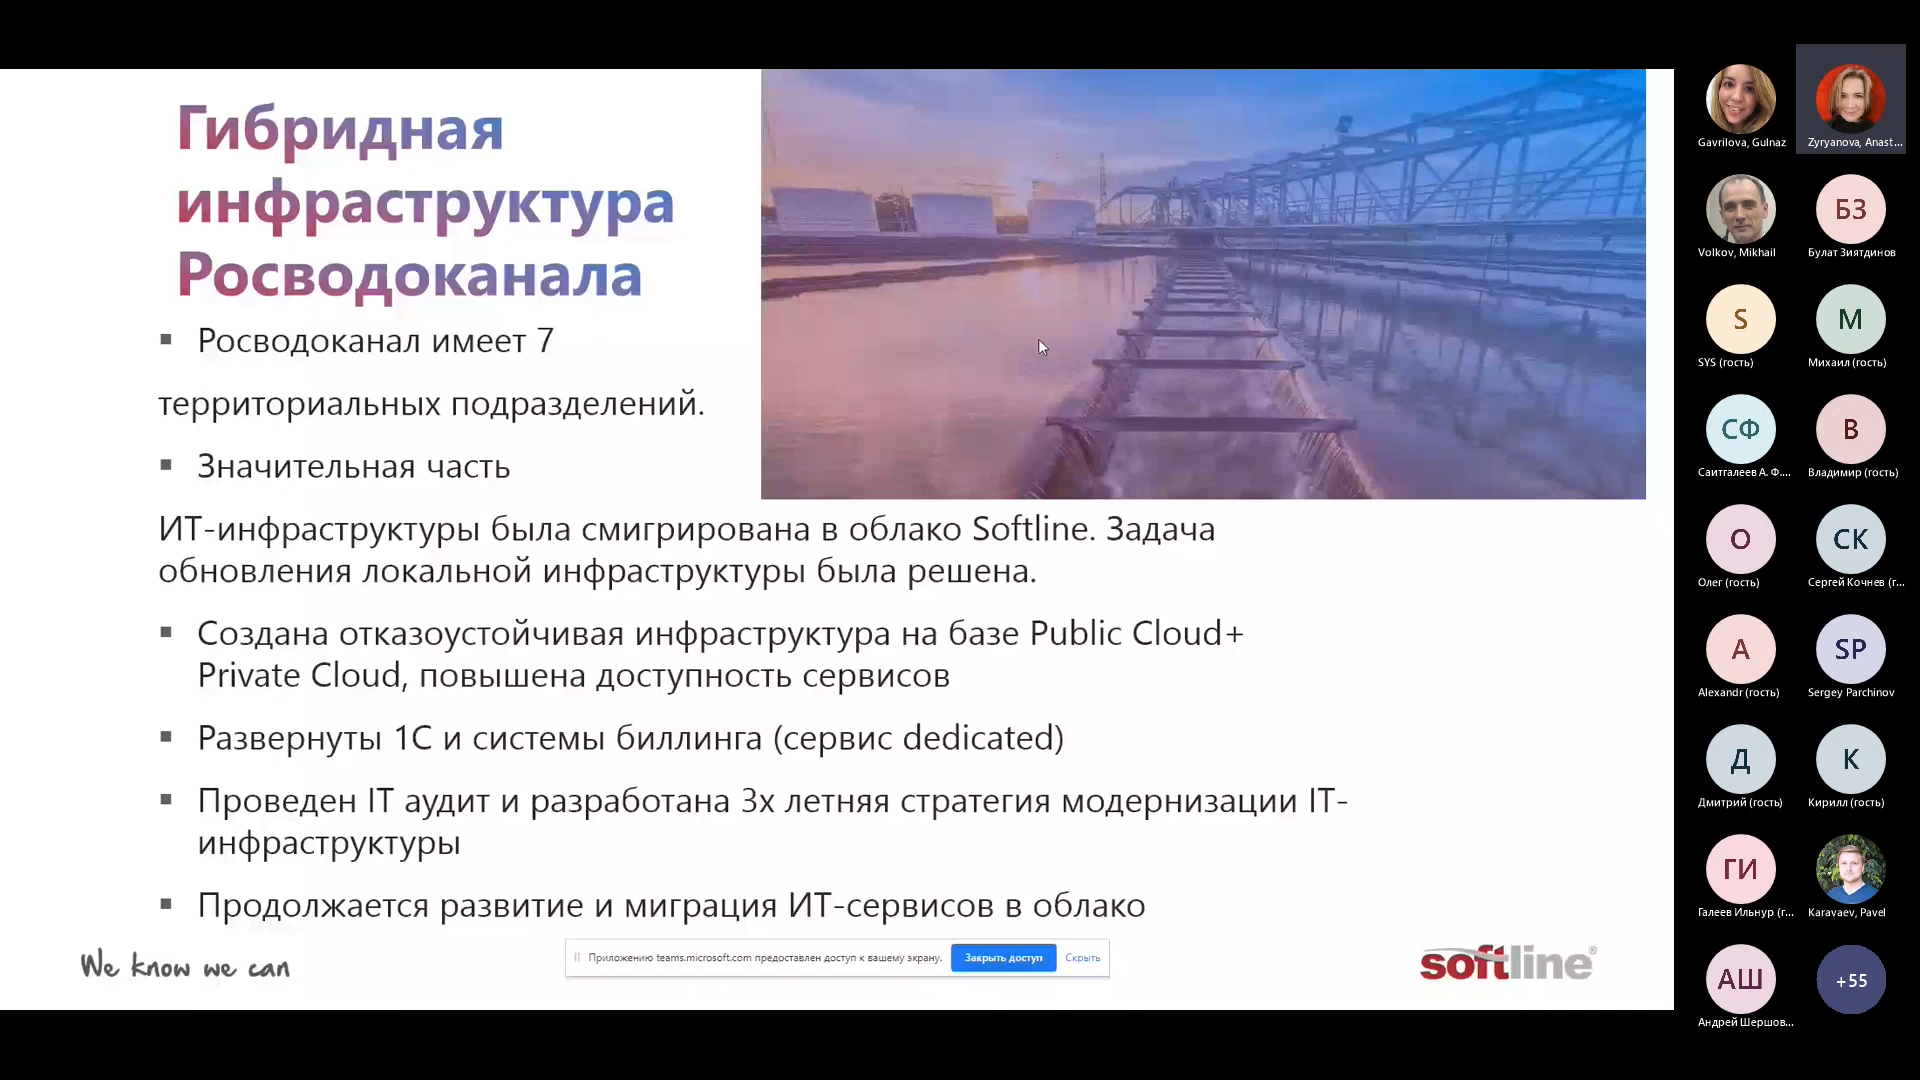 Гибридная
инфраструктура
Росводоканала
▪ Росводоканал имеет 7
территориальных подразделений.
▪ Значительная часть
ИТ-инфраструктуры была смигрирована в облако Softline. Задача
обновления локальной инфраструктуры была решена.
▪ Создана отказоустойчивая инфраструктура на базе Public Cloud+
Private Cloud, повышена доступность сервисов
▪ Развернуты 1С и системы биллинга (сервис dedicated)
▪ Проведен IT аудит и разработана 3х летняя стратегия модернизации IT-
инфраструктуры
▪ Продолжается развитие и миграция ИТ-сервисов в облако
We know we can
Приложению teams.microsoft.com предоставлен доступ к вашему экрану. Закрыть доступ Скрыть
softline®
Gavrilova, Gulnaz
Zyryanova, Anast...
Volkov, Mikhail
БЗ
Булат Зиятдинов
S
SYS (гость)
М
Михаил (гость)
СФ
Саитгалеев А. Ф....
В
Владимир (гость)
О
Олег (гость)
СК
Сергей Кочнев (г...
A
Alexandr (гость)
SP
Sergey Parchinov
Д
Дмитрий (гость)
К
Кирилл (гость)
ГИ
Галеев Ильнур (г...
Karavaev, Pavel
АШ
Андрей Шершов...
+55